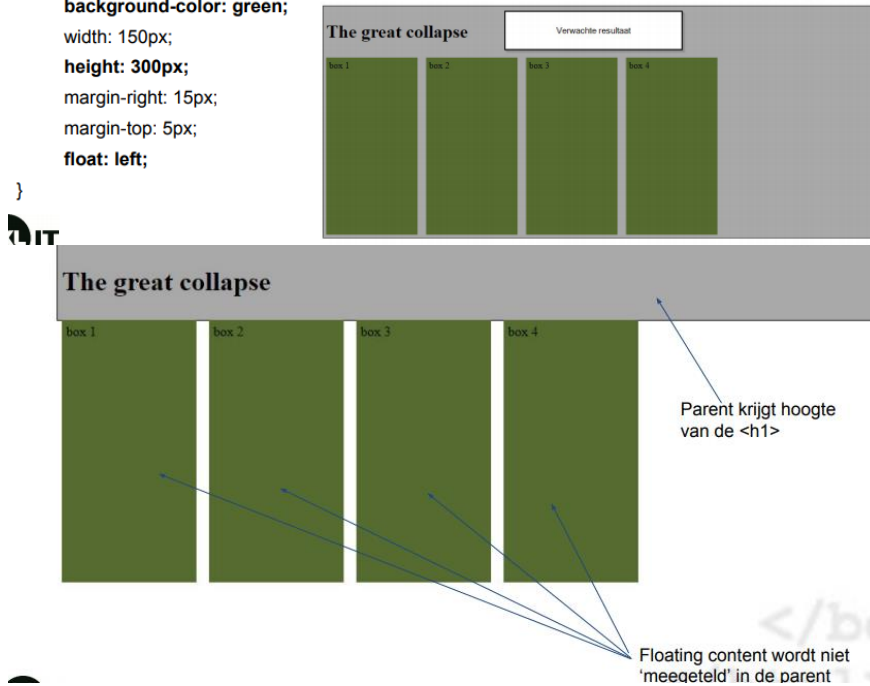 background-color: green;
width: 150px;
height: 300px;
margin-right: 15px;
margin-top: 5px;
float: left;
}
The great collapse
Verwachte resultaat
box 1
box 2
box 3
box 4
IT
The great collapse
box 1
box 2
box 3
box 4
Parent krijgt hoogte
van de <h1>
Floating content wordt niet
'meegeteld' in de parent
</bo